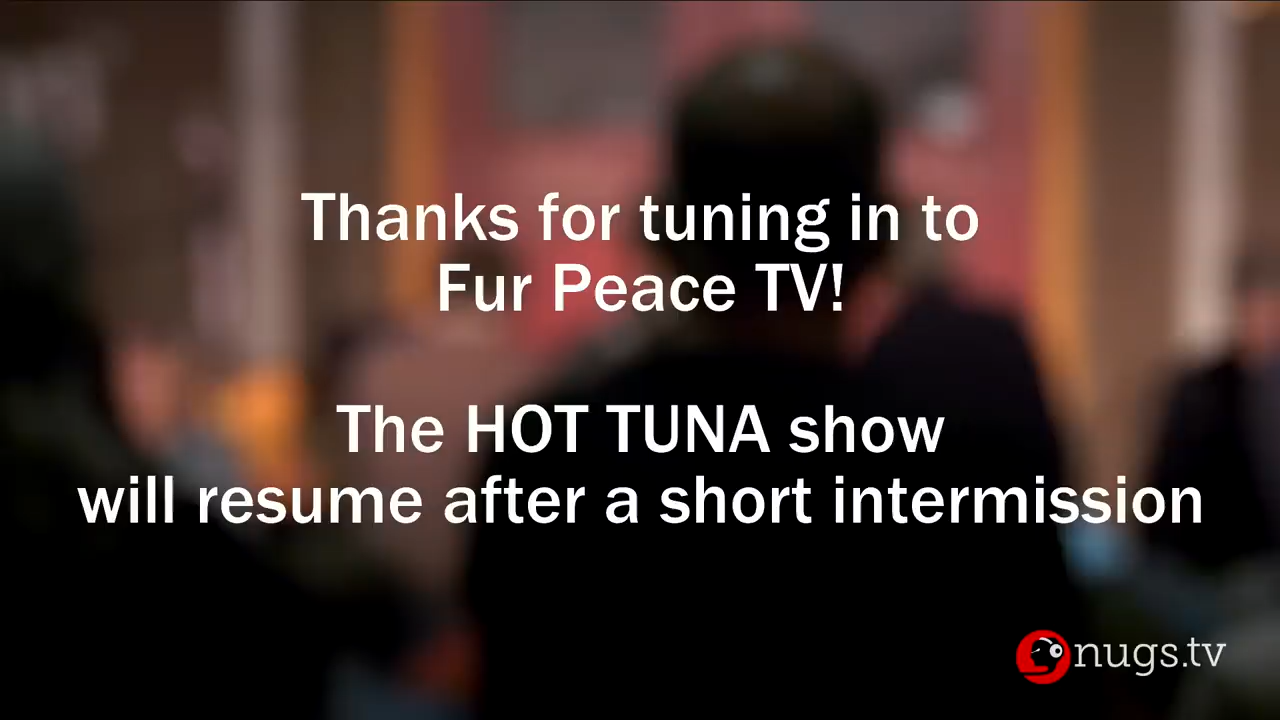 Thanks for tuning in to
Fur Peace TV!
The HOT TUNA show
will resume after a short intermission
nugs.tv